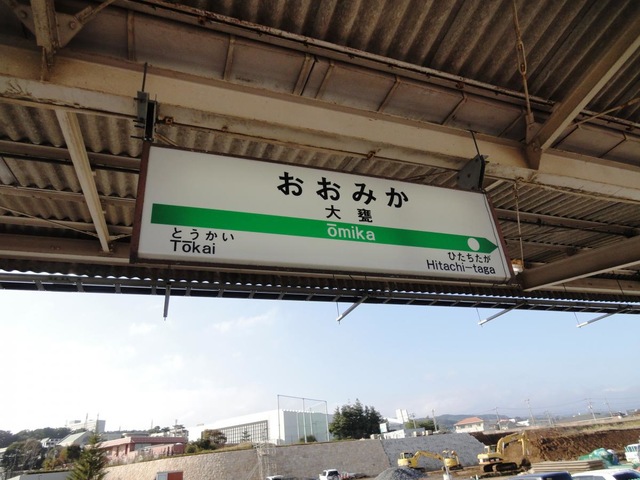 おおみか
大甕
ōmika
とうかい
Tōkai
ひたちたが
Hitachi-taga